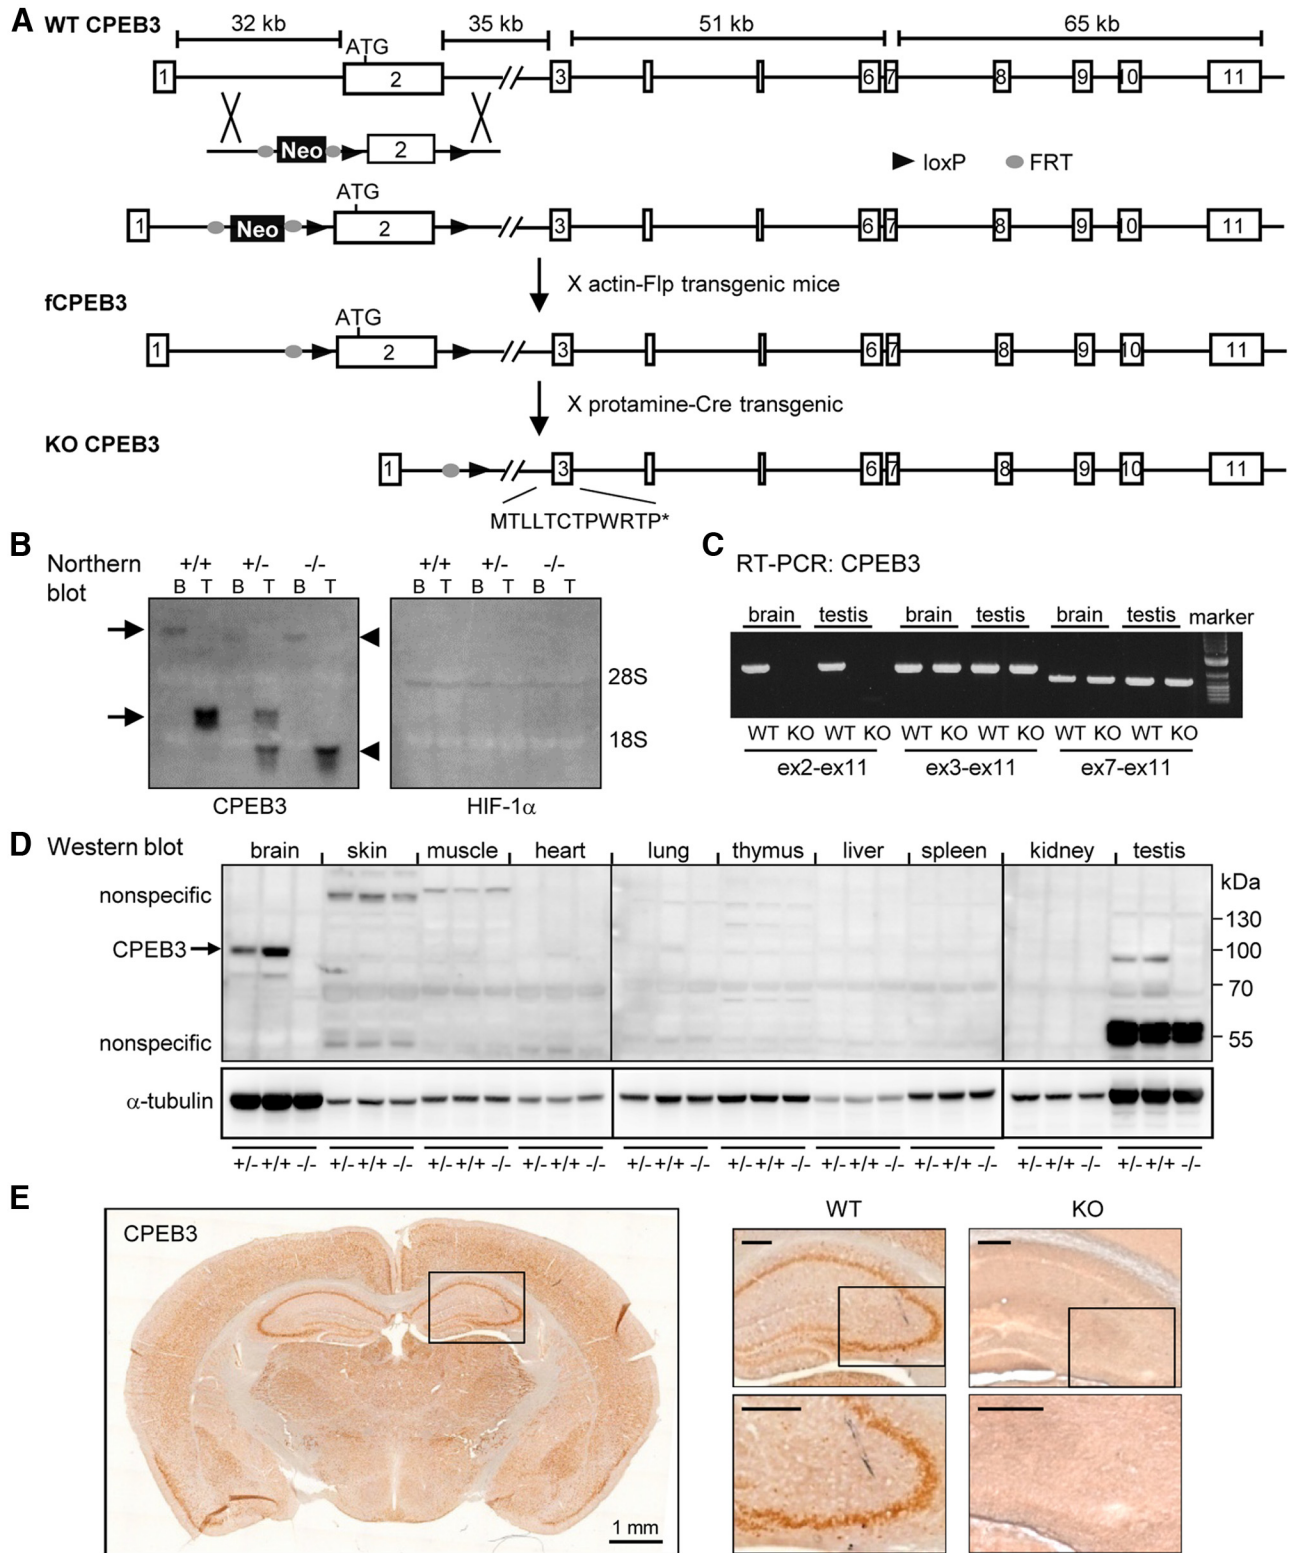 A WT CPEB3
32 kb 35 kb 51 kb 65 kb
ATG
1 2 3 6 7 8 9 10 11
Neo 2
loxP FRT
ATG
1 Neo 2 3 6 7 8 9 10 11
X actin-Flp transgenic mice
fCPEB3
ATG
1 2 3 6 7 8 9 10 11
X protamine-Cre transgenic
KO CPEB3
1 3 6 7 8 9 10 11
MTLLTCTPWRTP*
B
Northern blot
+/+ +/- -/- +/+ +/- -/-
B T B T B T B T B T B T
28S
18S
CPEB3 HIF-1α
C
RT-PCR: CPEB3
brain testis brain testis brain testis marker
WT KO WT KO WT KO WT KO WT KO WT KO
ex2-ex11 ex3-ex11 ex7-ex11
D Western blot
brain skin muscle heart lung thymus liver spleen kidney testis
kDa
nonspecific
130
CPEB3 100
70
nonspecific 55
α-tubulin
+/- +/+ -/- +/- +/+ -/- +/- +/+ -/- +/- +/+ -/- +/- +/+ -/- +/- +/+ -/- +/- +/+ -/- +/- +/+ -/- +/- +/+ -/- +/- +/+ -/-
E
CPEB3
1 mm
WT KO